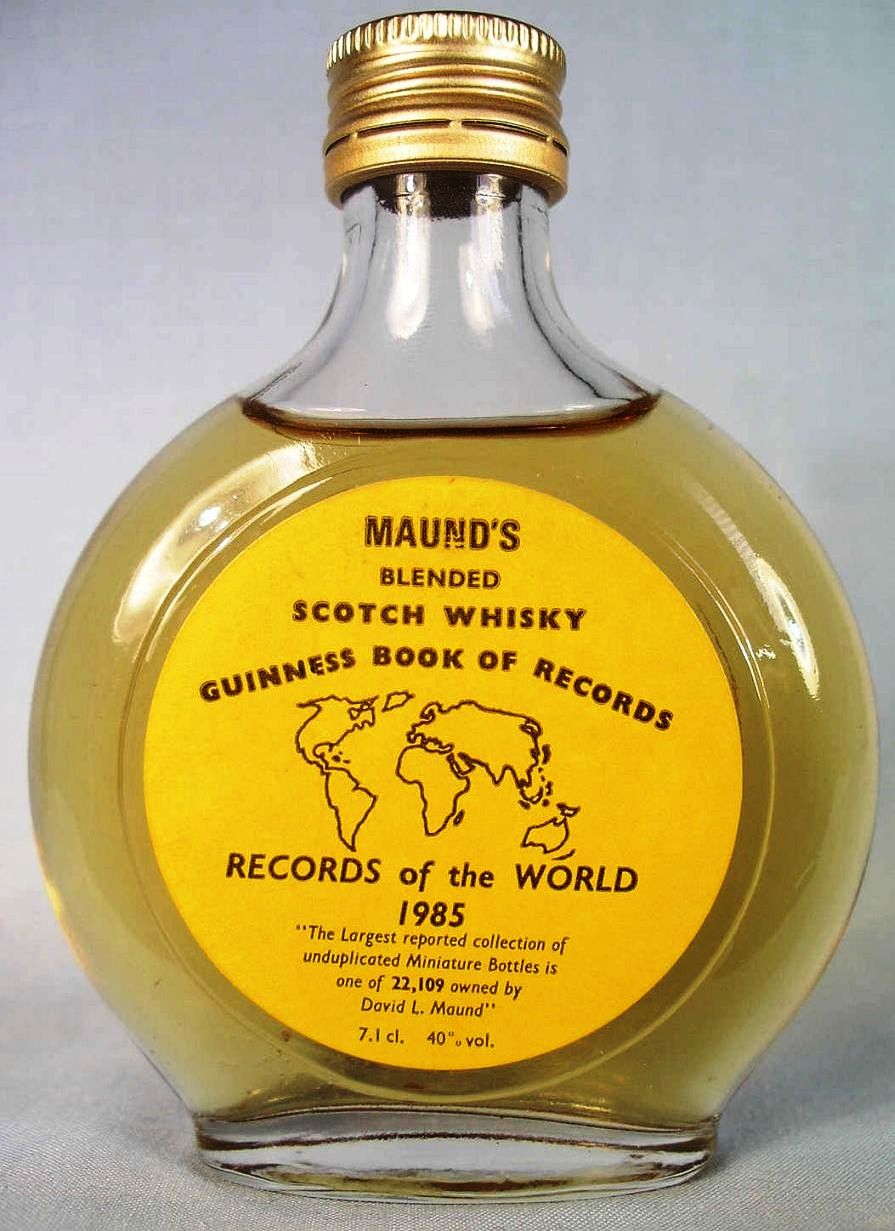 MAUND'S
BLENDED
SCOTCH WHISKY
GUINNESS BOOK OF RECORDS
RECORDS of the WORLD
1985
"The Largest reported collection of
unduplicated Miniature Bottles is
one of 22,109 owned by
David L. Maund"
7.1 cl. 40% vol.